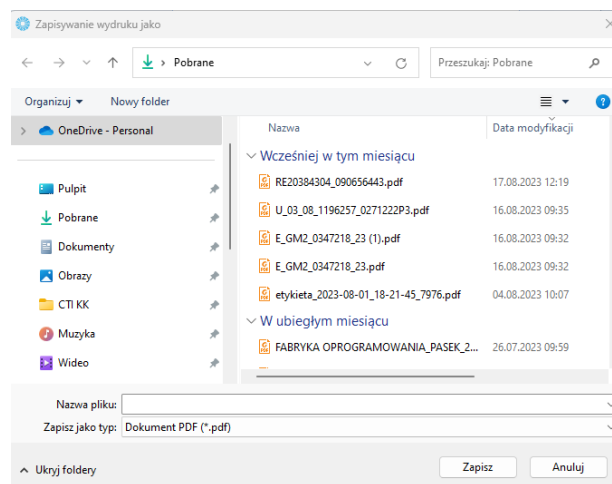 Zapisywanie wydruku jako
Pobrane
Przeszukaj: Pobrane
Organizuj
Nowy folder
OneDrive - Personal
Pulpit
Pobrane
Dokumenty
Obrazy
CTI KK
Muzyka
Wideo
Nazwa
Data modyfikacji
Wcześniej w tym miesiącu
RE20384304_090656443.pdf 17.08.2023 12:19
U_03_08_1196257_0271222P3.pdf 16.08.2023 09:35
E_GM2_0347218_23 (1).pdf 16.08.2023 09:32
E_GM2_0347218_23.pdf 16.08.2023 09:32
etykieta_2023-08-01_18-21-45_7976.pdf 04.08.2023 10:07
W ubiegłym miesiącu
FABRYKA OPROGRAMOWANIA_PASEK_2... 26.07.2023 09:59
Nazwa pliku:
Zapisz jako typ: Dokument PDF (*.pdf)
Ukryj foldery
Zapisz
Anuluj